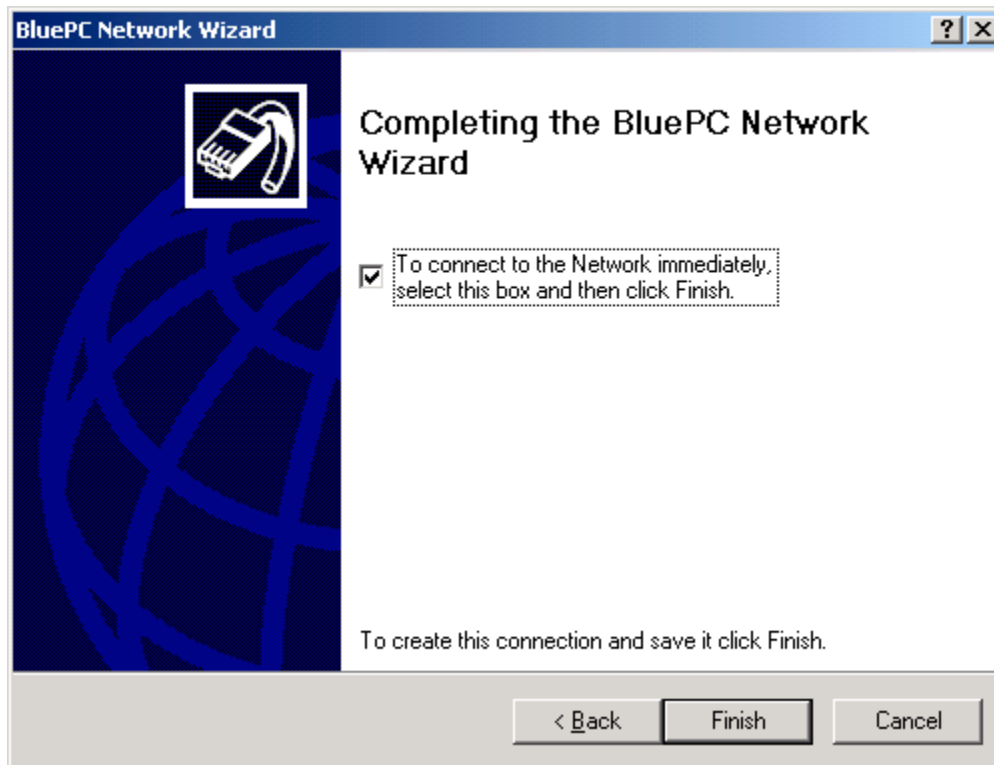 BluePC Network Wizard
Completing the BluePC Network
Wizard
To connect to the Network immediately,
select this box and then click Finish.
To create this connection and save it click Finish.
< Back
Finish
Cancel